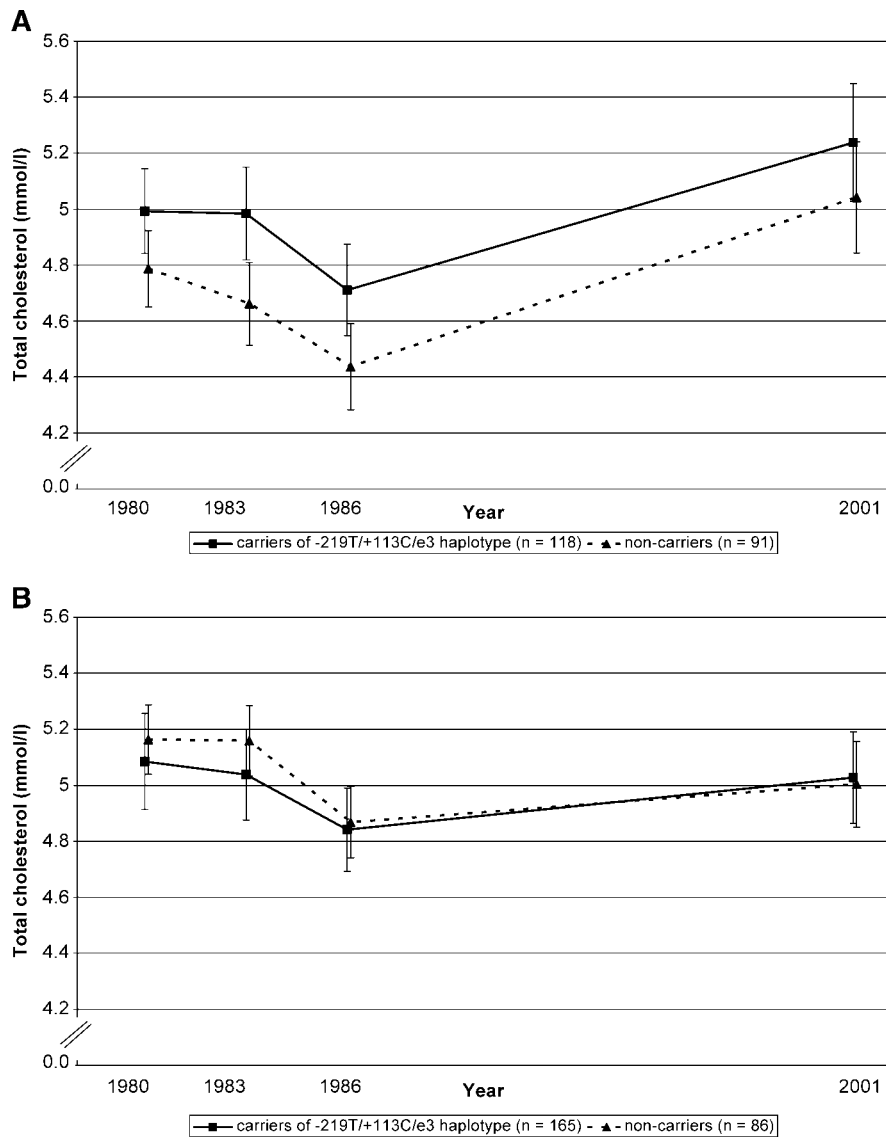 A
5.6
5.4
5.2
5
4.8
4.6
4.4
4.2
0.0
Total cholesterol (mmol/l)
1980 1983 1986 Year 2001
carriers of -219T/+113C/e3 haplotype (n = 118) non-carriers (n = 91)
B
5.6
5.4
5.2
5
4.8
4.6
4.4
4.2
0.0
Total cholesterol (mmol/l)
1980 1983 1986 Year 2001
carriers of -219T/+113C/e3 haplotype (n = 165) non-carriers (n = 86)